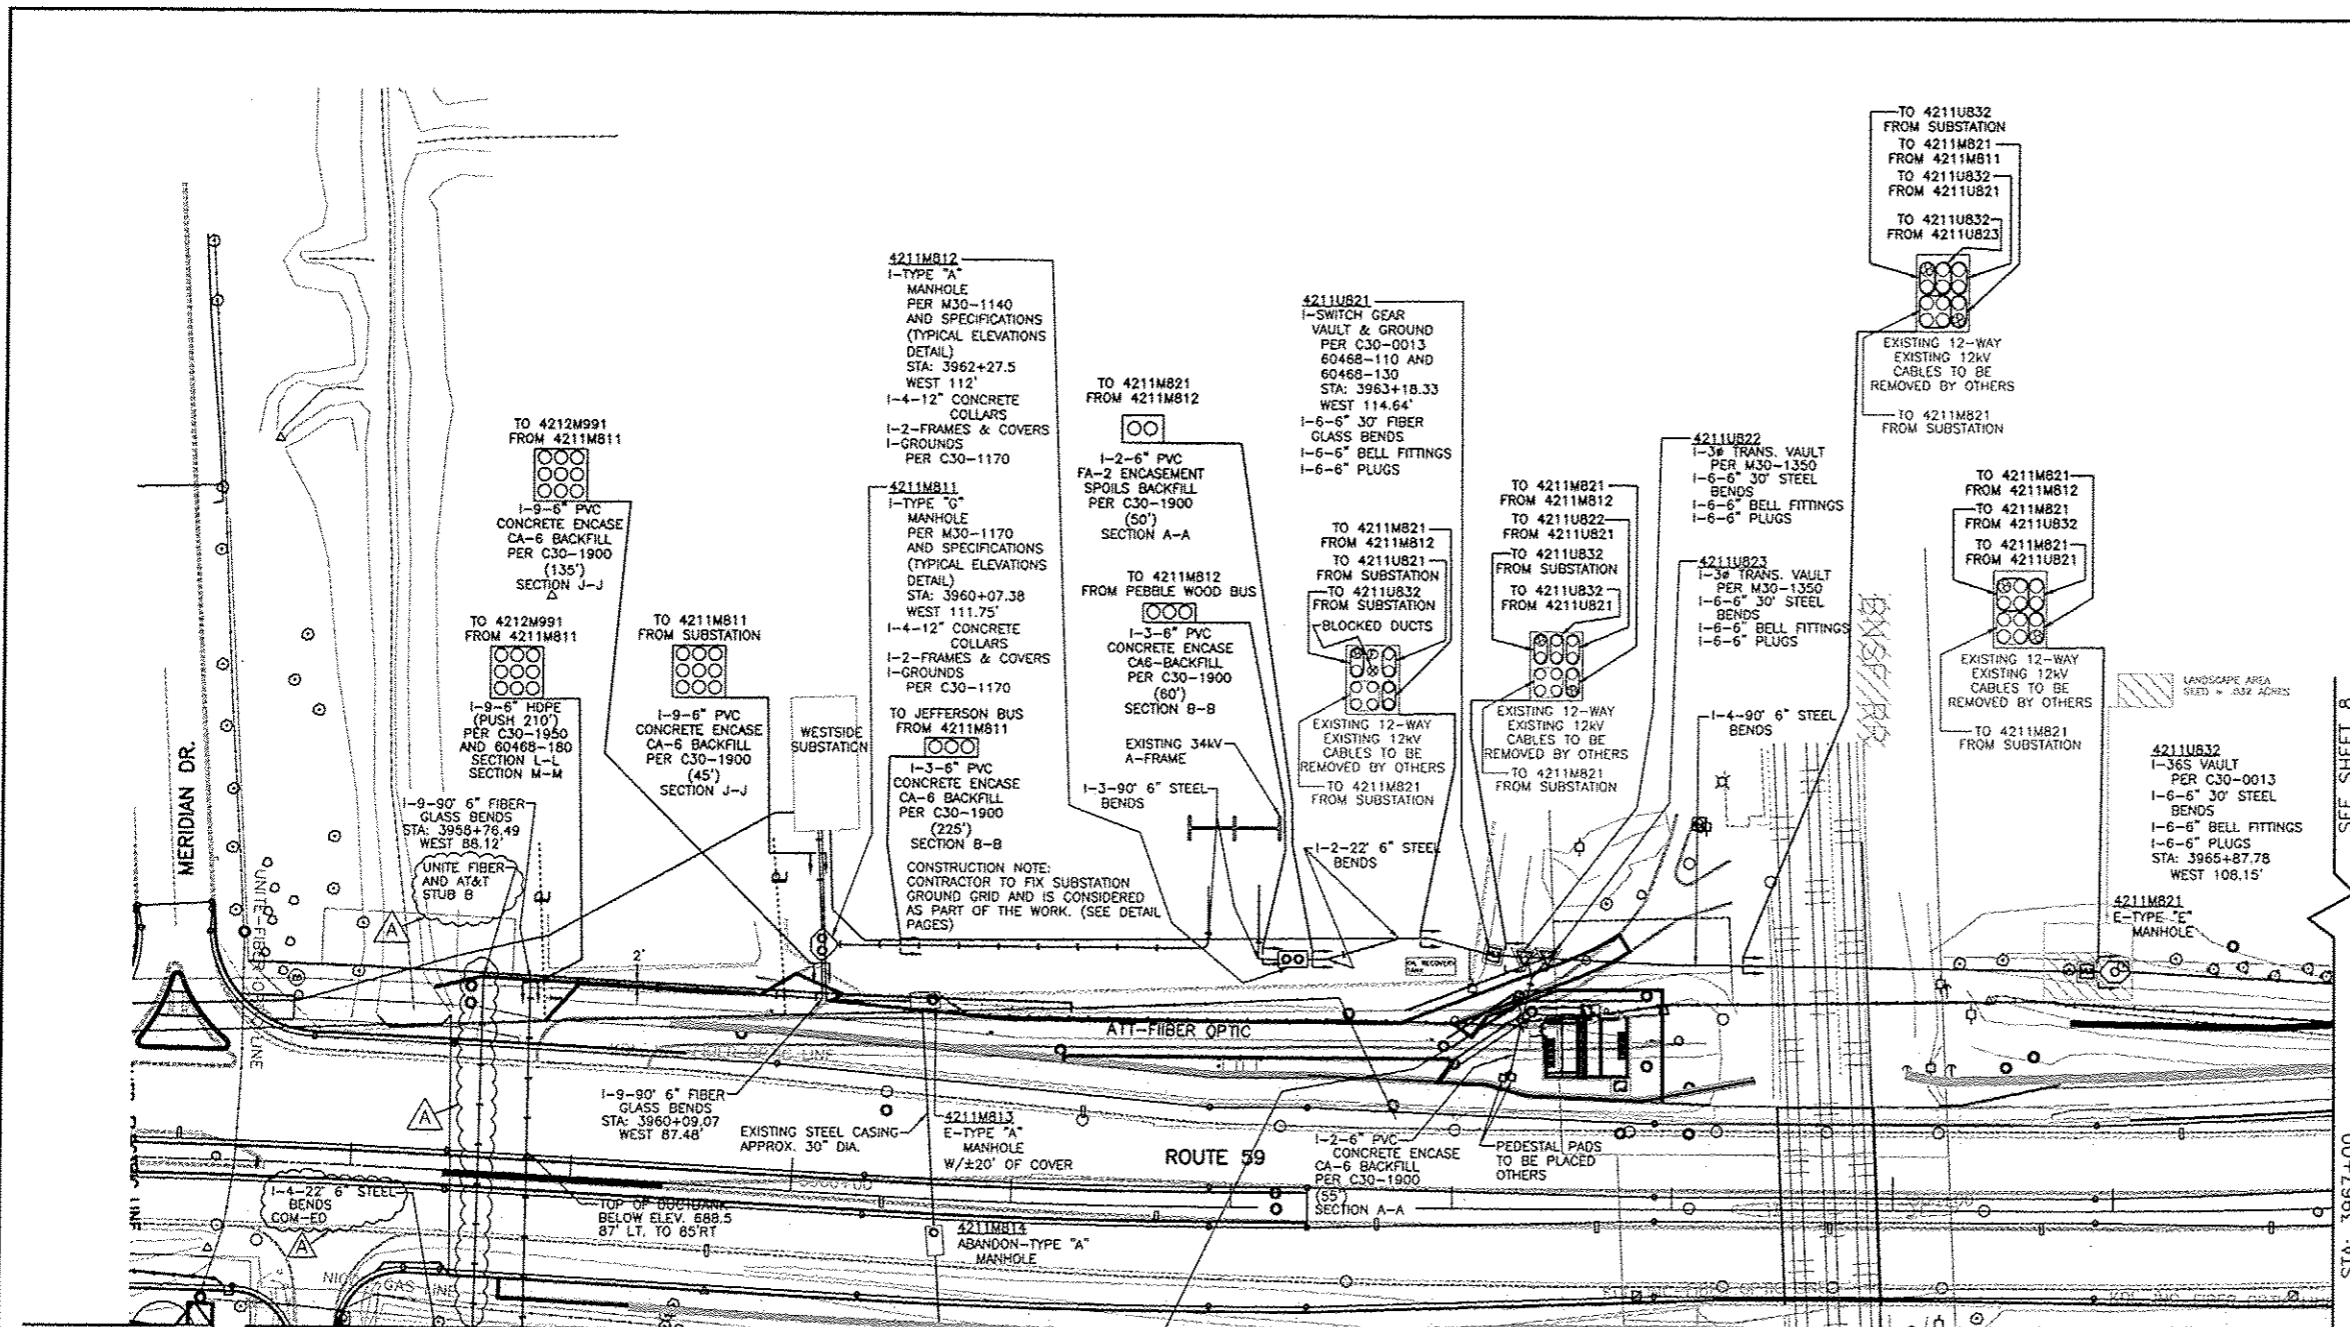 TO 4211U832
FROM SUBSTATION
TO 4211M821
FROM 4211M811
TO 4211U832
FROM 4211U821
TO 4211U832
FROM 4211U823
EXISTING 12-WAY
EXISTING 12kV
CABLES TO BE
REMOVED BY OTHERS
TO 4211M821
FROM SUBSTATION
4211M812
1-TYPE "A"
MANHOLE
PER M30-1140
AND SPECIFICATIONS
(TYPICAL ELEVATIONS
DETAIL)
STA: 3962+27.5
WEST 112'
1-4-12" CONCRETE
COLLARS
1-2-FRAMES & COVERS
1-GROUNDS
PER C30-1170
4211M811
1-TYPE "G"
MANHOLE
PER M30-1170
AND SPECIFICATIONS
(TYPICAL ELEVATIONS
DETAIL)
STA: 3960+07.38
WEST 111.75'
1-4-12" CONCRETE
COLLARS
1-2-FRAMES & COVERS
1-GROUNDS
PER C30-1170
TO JEFFERSON BUS
FROM 4211M811
1-3-6" PVC
CONCRETE ENCASE
CA-6 BACKFILL
PER C30-1900
(225')
SECTION B-B
CONSTRUCTION NOTE:
CONTRACTOR TO FIX SUBSTATION
GROUND GRID AND IS CONSIDERED
AS PART OF THE WORK. (SEE DETAIL
PAGES)
TO 4211M821
FROM 4211M812
1-2-6" PVC
FA-2 ENCASEMENT
SPOILS BACKFILL
PER C30-1900
(50')
SECTION A-A
TO 4211M812
FROM PEBBLE WOOD BUS
1-3-6" PVC
CONCRETE ENCASE
CA6-BACKFILL
PER C30-1900
(60')
SECTION B-B
EXISTING 34kV
A-FRAME
1-3-90° 6" STEEL
BENDS
4211U821
1-SWITCH GEAR
VAULT & GROUND
PER C30-0013
60468-110 AND
60468-130
STA: 3963+18.33
WEST 114.64'
1-6-6" 30° FIBER
GLASS BENDS
1-6-6" BELL FITTINGS
1-6-6" PLUGS
TO 4211M821
FROM 4211M812
TO 4211U821
FROM SUBSTATION
TO 4211U832
FROM SUBSTATION
BLOCKED DUCTS
EXISTING 12-WAY
EXISTING 12kV
CABLES TO BE
REMOVED BY OTHERS
TO 4211M821
FROM SUBSTATION
1-2-22° 6" STEEL
BENDS
TO 4211M821
FROM 4211M812
TO 4211U822
FROM 4211U821
TO 4211U832
FROM SUBSTATION
TO 4211U832
FROM 4211U821
EXISTING 12-WAY
EXISTING 12kV
CABLES TO BE
REMOVED BY OTHERS
TO 4211M821
FROM SUBSTATION
4211U822
1-3ø TRANS. VAULT
PER M30-1350
1-6-6" 30° STEEL
BENDS
1-6-6" BELL FITTINGS
1-6-6" PLUGS
4211U823
1-3ø TRANS. VAULT
PER M30-1350
1-6-6" 30° STEEL
BENDS
1-6-6" BELL FITTINGS
1-6-6" PLUGS
1-4-90° 6" STEEL
BENDS
TO 4211M821
FROM 4211M812
TO 4211M821
FROM 4211U832
TO 4211M821
FROM 4211U821
EXISTING 12-WAY
EXISTING 12kV
CABLES TO BE
REMOVED BY OTHERS
TO 4211M821
FROM SUBSTATION
LANDSCAPE AREA
SEED = .032 ACRES
4211U832
1-36S VAULT
PER C30-0013
1-6-6" 30° STEEL
BENDS
1-6-6" BELL FITTINGS
1-6-6" PLUGS
STA: 3965+87.78
WEST 108.15'
4211M821
E-TYPE "E"
MANHOLE
SEE SHEET 8
STA: 3967+00
TO 4212M991
FROM 4211M811
1-9-6" PVC
CONCRETE ENCASE
CA-6 BACKFILL
PER C30-1900
(135')
SECTION J-J
TO 4212M991
FROM 4211M811
1-9-6" HDPE
(PUSH 210')
PER C30-1950
AND 60468-180
SECTION L-L
SECTION M-M
TO 4211M811
FROM SUBSTATION
1-9-6" PVC
CONCRETE ENCASE
CA-6 BACKFILL
PER C30-1900
(45')
SECTION J-J
WESTSIDE
SUBSTATION
1-9-90° 6" FIBER
GLASS BENDS
STA: 3958+76.49
WEST 88.12'
UNITE FIBER
AND AT&T
STUB B
A
MERIDIAN DR.
UNITE-FIBER OPTIC LINE
2'
OIL RECOVERY
TANK
ATT-FIIBER OPTIC
1-9-90° 6" FIBER
GLASS BENDS
STA: 3960+09.07
WEST 87.48'
EXISTING STEEL CASING
APPROX. 30" DIA.
4211M813
E-TYPE "A"
MANHOLE
W/±20' OF COVER
ROUTE 59
1-2-6" PVC
CONCRETE ENCASE
CA-6 BACKFILL
PER C30-1900
(55')
SECTION A-A
PEDESTAL PADS
TO BE PLACED
OTHERS
A
1-4-22° 6" STEEL
BENDS
COM-ED
A
TOP OF DUCTBANK
BELOW ELEV. 688.5
87' LT. TO 85'RT
4211M814
ABANDON-TYPE "A"
MANHOLE
GAS LINE